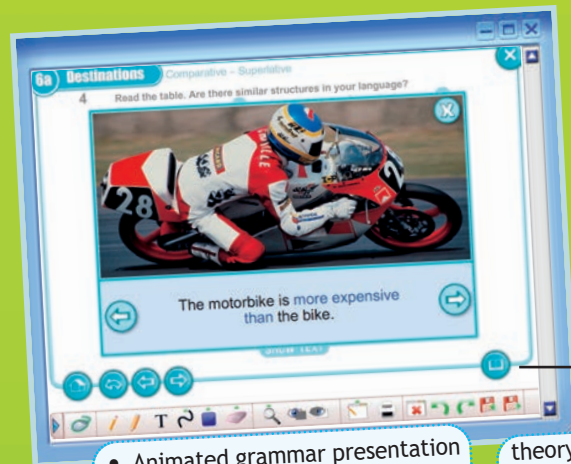 6a) Destinations Comparative – Superlative
4 Read the table. Are there similar structures in your language?
28
The motorbike is more expensive
than the bike.
SHOW TEXT
T
• Animated grammar presentation
theory